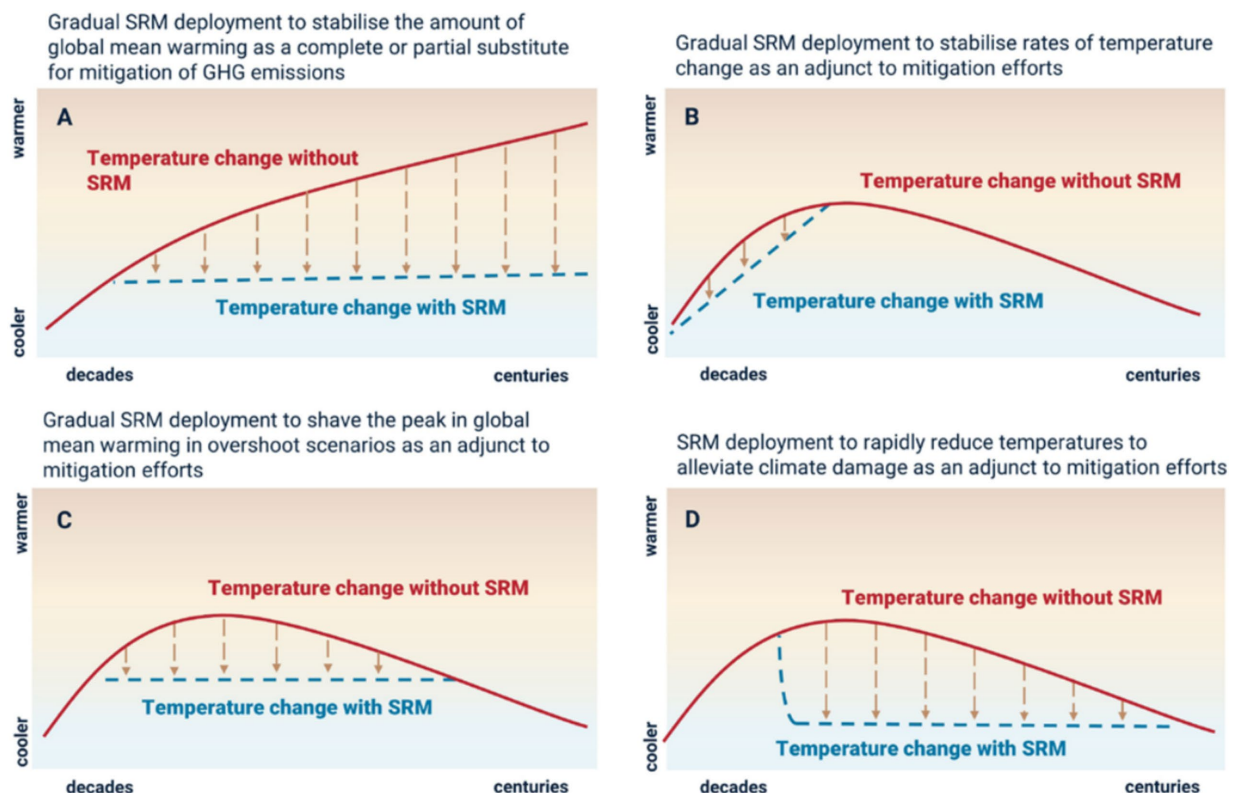 Gradual SRM deployment to stabilise the amount of
global mean warming as a complete or partial substitute
for mitigation of GHG emissions
warmer
A
Temperature change without
SRM
Temperature change with SRM
cooler
decades
centuries
Gradual SRM deployment to stabilise rates of temperature
change as an adjunct to mitigation efforts
warmer
B
Temperature change without SRM
Temperature change with SRM
cooler
decades
centuries
Gradual SRM deployment to shave the peak in global
mean warming in overshoot scenarios as an adjunct to
mitigation efforts
warmer
C
Temperature change without SRM
Temperature change with SRM
cooler
decades
centuries
SRM deployment to rapidly reduce temperatures to
alleviate climate damage as an adjunct to mitigation efforts
warmer
D
Temperature change without SRM
Temperature change with SRM
cooler
decades
centuries